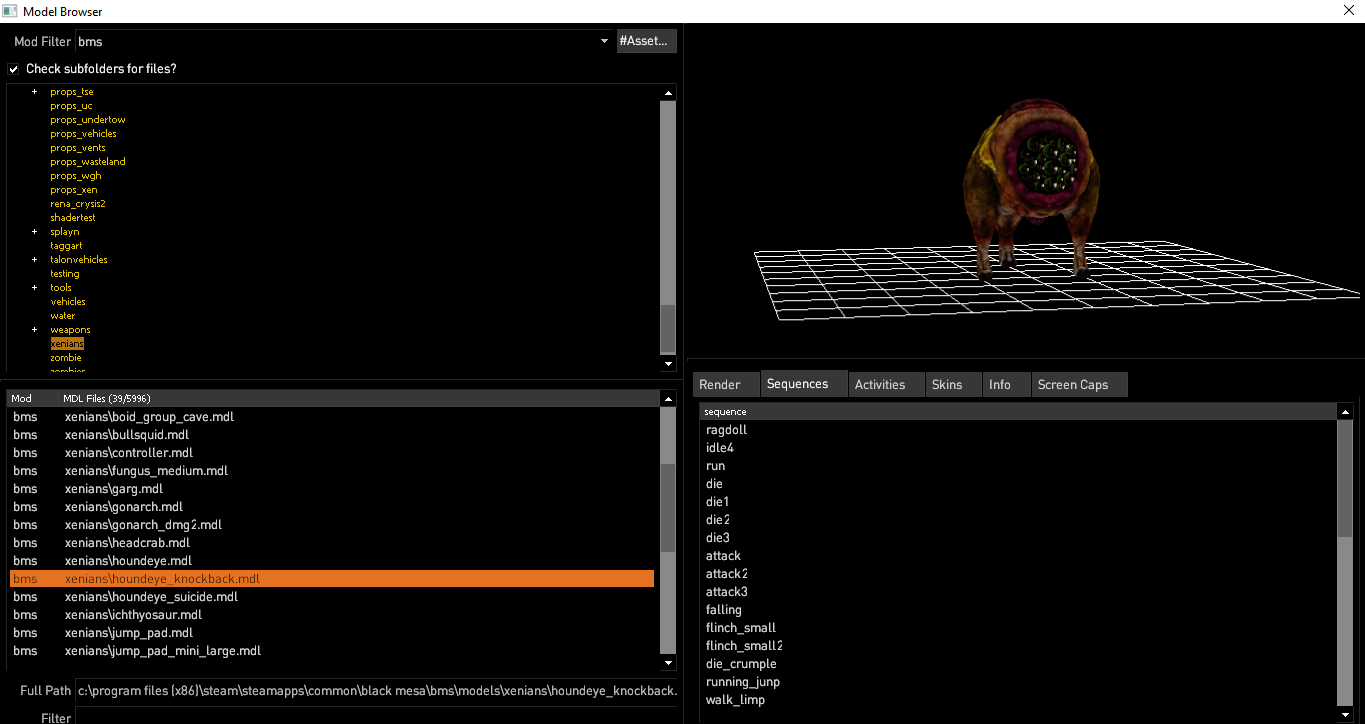 Model Browser
Mod Filter bms #Asset...
Check subfolders for files?
+ props_tse
props_uc
props_undertow
props_vehicles
props_vents
props_wasteland
props_wgh
props_xen
rena_crysis2
shadertest
+ splayn
taggart
+ talonvehicles
testing
+ tools
vehicles
water
+ weapons
xenians
zombie
zombies
Mod MDL Files (39/5996)
bms xenians\boid_group_cave.mdl
bms xenians\bullsquid.mdl
bms xenians\controller.mdl
bms xenians\fungus_medium.mdl
bms xenians\garg.mdl
bms xenians\gonarch.mdl
bms xenians\gonarch_dmg2.mdl
bms xenians\headcrab.mdl
bms xenians\houndeye.mdl
bms xenians\houndeye_knockback.mdl
bms xenians\houndeye_suicide.mdl
bms xenians\ichthyosaur.mdl
bms xenians\jump_pad.mdl
bms xenians\jump_pad_mini_large.mdl
Full Path c:\program files (x86)\steam\steamapps\common\black mesa\bms\models\xenians\houndeye_knockback.
Filter
Render Sequences Activities Skins Info Screen Caps
sequence
ragdoll
idle4
run
die
die1
die2
die3
attack
attack2
attack3
falling
flinch_small
flinch_small2
die_crumple
running_junp
walk_limp